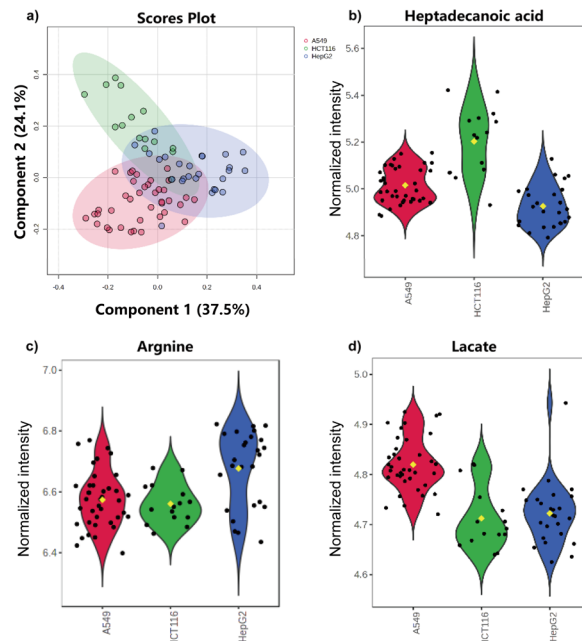 a) Scores Plot
A549
HCT116
HepG2
Component 2 (24.1%)
0.4
0.2
0.0
-0.2
-0.4 -0.2 0.0 0.2 0.4
Component 1 (37.5%)
b) Heptadecanoic acid
Normalized intensity
5.6
5.4
5.2
5.0
4.8
A549
HCT116
HepG2
c) Argnine
Normalized intensity
7.0
6.8
6.6
6.4
A549
ICT116
HepG2
d) Lacate
Normalized intensity
5.0
4.9
4.8
4.7
4.6
A549
HCT116
HepG2